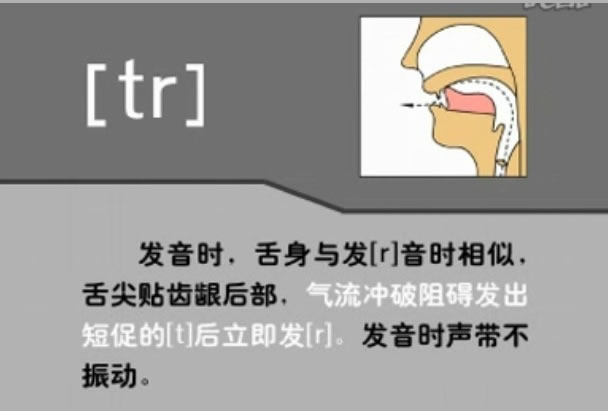 [tr]
发音时，舌身与发[r]音时相似，
舌尖贴齿龈后部，气流冲破阻碍发出
短促的[t]后立即发[r]。发音时声带不
振动。